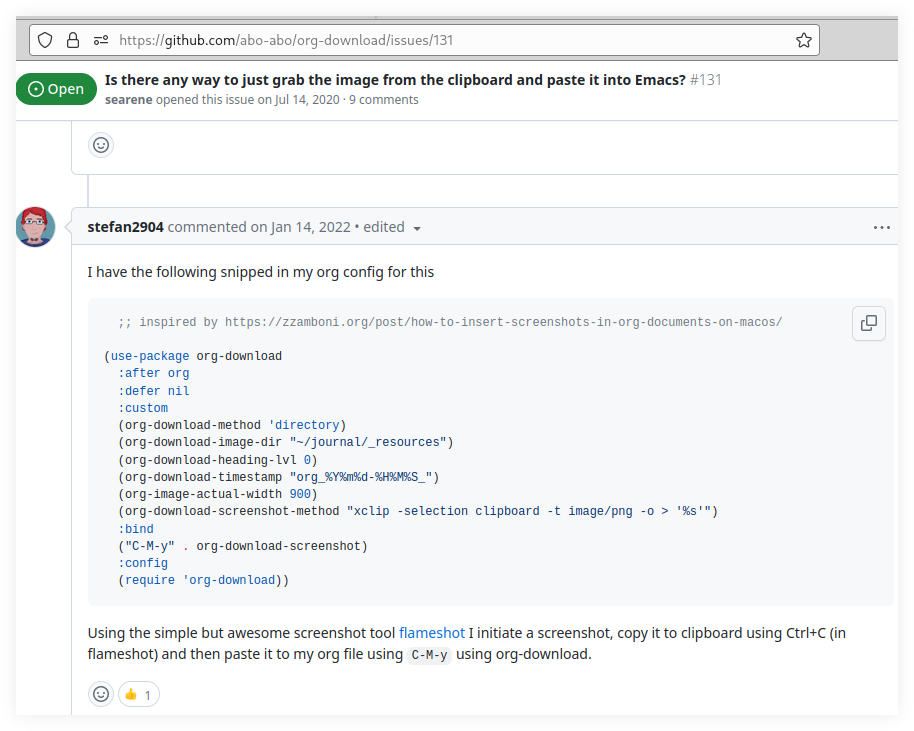 https://github.com/abo-abo/org-download/issues/131
Open
Is there any way to just grab the image from the clipboard and paste it into Emacs? #131
searene opened this issue on Jul 14, 2020 · 9 comments
stefan2904 commented on Jan 14, 2022 • edited
I have the following snipped in my org config for this
;; inspired by https://zzamboni.org/post/how-to-insert-screenshots-in-org-documents-on-macos/
(use-package org-download
:after org
:defer nil
:custom
(org-download-method 'directory)
(org-download-image-dir "~/journal/_resources")
(org-download-heading-lvl 0)
(org-download-timestamp "org_%Y%m%d-%H%M%S_")
(org-image-actual-width 900)
(org-download-screenshot-method "xclip -selection clipboard -t image/png -o > '%s'")
:bind
("C-M-y" . org-download-screenshot)
:config
(require 'org-download))
Using the simple but awesome screenshot tool flameshot I initiate a screenshot, copy it to clipboard using Ctrl+C (in
flameshot) and then paste it to my org file using C-M-y using org-download.
👍 1